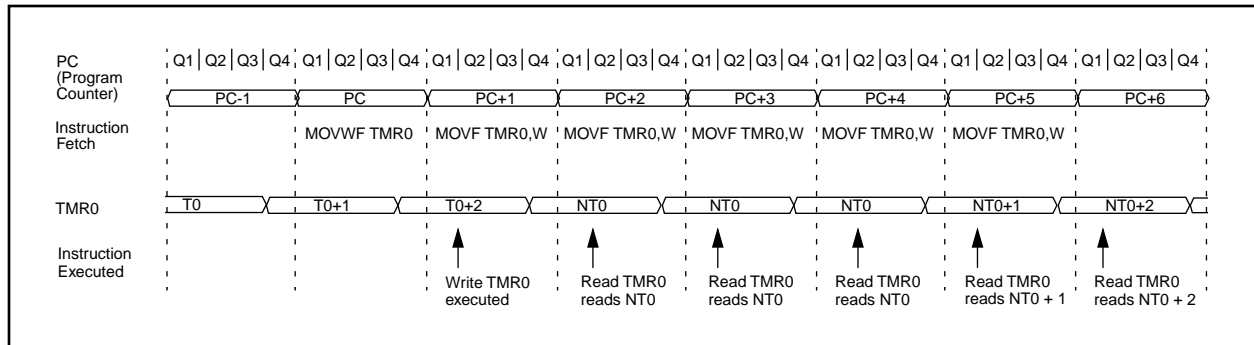 PC
(Program
Counter)
Q1 Q2 Q3 Q4 Q1 Q2 Q3 Q4 Q1 Q2 Q3 Q4 Q1 Q2 Q3 Q4 Q1 Q2 Q3 Q4 Q1 Q2 Q3 Q4 Q1 Q2 Q3 Q4 Q1 Q2 Q3 Q4
PC-1 PC PC+1 PC+2 PC+3 PC+4 PC+5 PC+6
Instruction
Fetch
MOVWF TMR0 MOVF TMR0,W MOVF TMR0,W MOVF TMR0,W MOVF TMR0,W MOVF TMR0,W
TMR0
T0 T0+1 T0+2 NT0 NT0 NT0 NT0+1 NT0+2
Instruction
Executed
Write TMR0
executed
Read TMR0
reads NT0
Read TMR0
reads NT0
Read TMR0
reads NT0
Read TMR0
reads NT0 + 1
Read TMR0
reads NT0 + 2